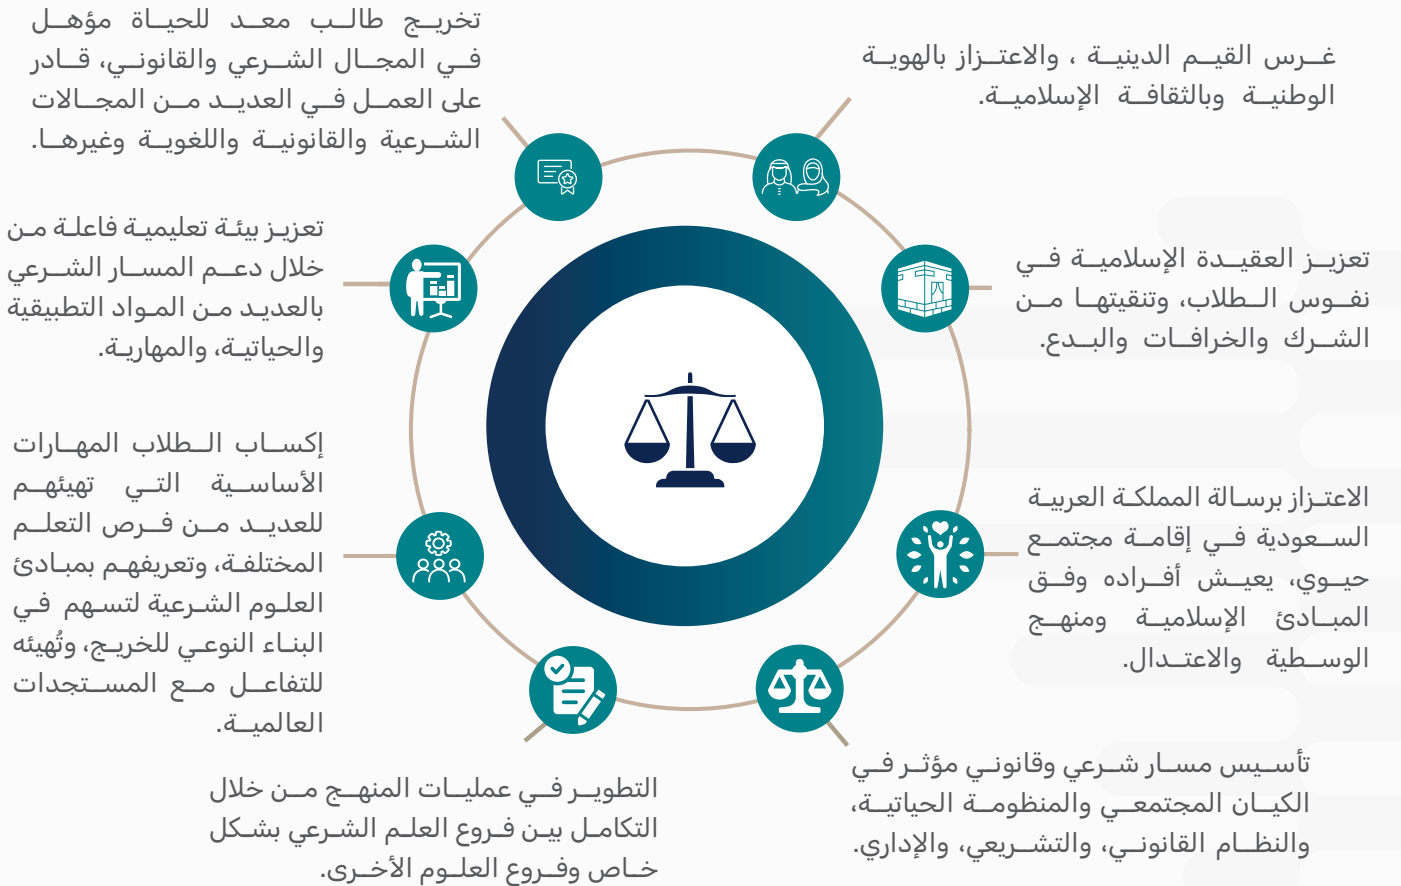 غرس القيم الدينية ، والاعتزاز بالهوية
الوطنية وبالثقافة الإسلامية.
تعزيز العقيدة الإسلامية في
نفوس الطلاب، وتنقيتها من
الشرك والخرافات والبدع.
الاعتزاز برسالة المملكة العربية
السعودية في إقامة مجتمع
حيوي، يعيش أفراده وفق
المبادئ الإسلامية ومنهج
الوسطية والاعتدال.
تأسيس مسار شرعي وقانوني مؤثر في
الكيان المجتمعي والمنظومة الحياتية،
والنظام القانوني، والتشريعي، والإداري.
التطوير في عمليات المنهج من خلال
التكامل بين فروع العلم الشرعي بشكل
خاص وفروع العلوم الأخرى.
إكساب الطلاب المهارات
الأساسية التي تهيئهم
للعديد من فرص التعلم
المختلفة، وتعريفهم بمبادئ
العلوم الشرعية لتسهم في
البناء النوعي للخريج، وتُهيئه
للتفاعل مع المستجدات
العالمية.
تعزيز بيئة تعليمية فاعلة من
خلال دعم المسار الشرعي
بالعديد من المواد التطبيقية
والحياتية، والمهارية.
تخريج طالب معد للحياة مؤهل
في المجال الشرعي والقانوني، قادر
على العمل في العديد من المجالات
الشرعية والقانونية واللغوية وغيرها.